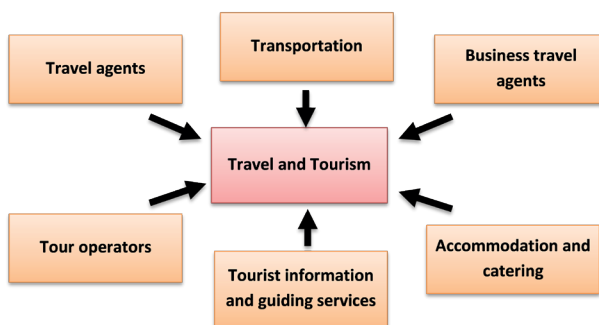 Transportation
Travel agents
Business travel
agents
Travel and Tourism
Tour operators
Accommodation and
catering
Tourist information
and guiding services